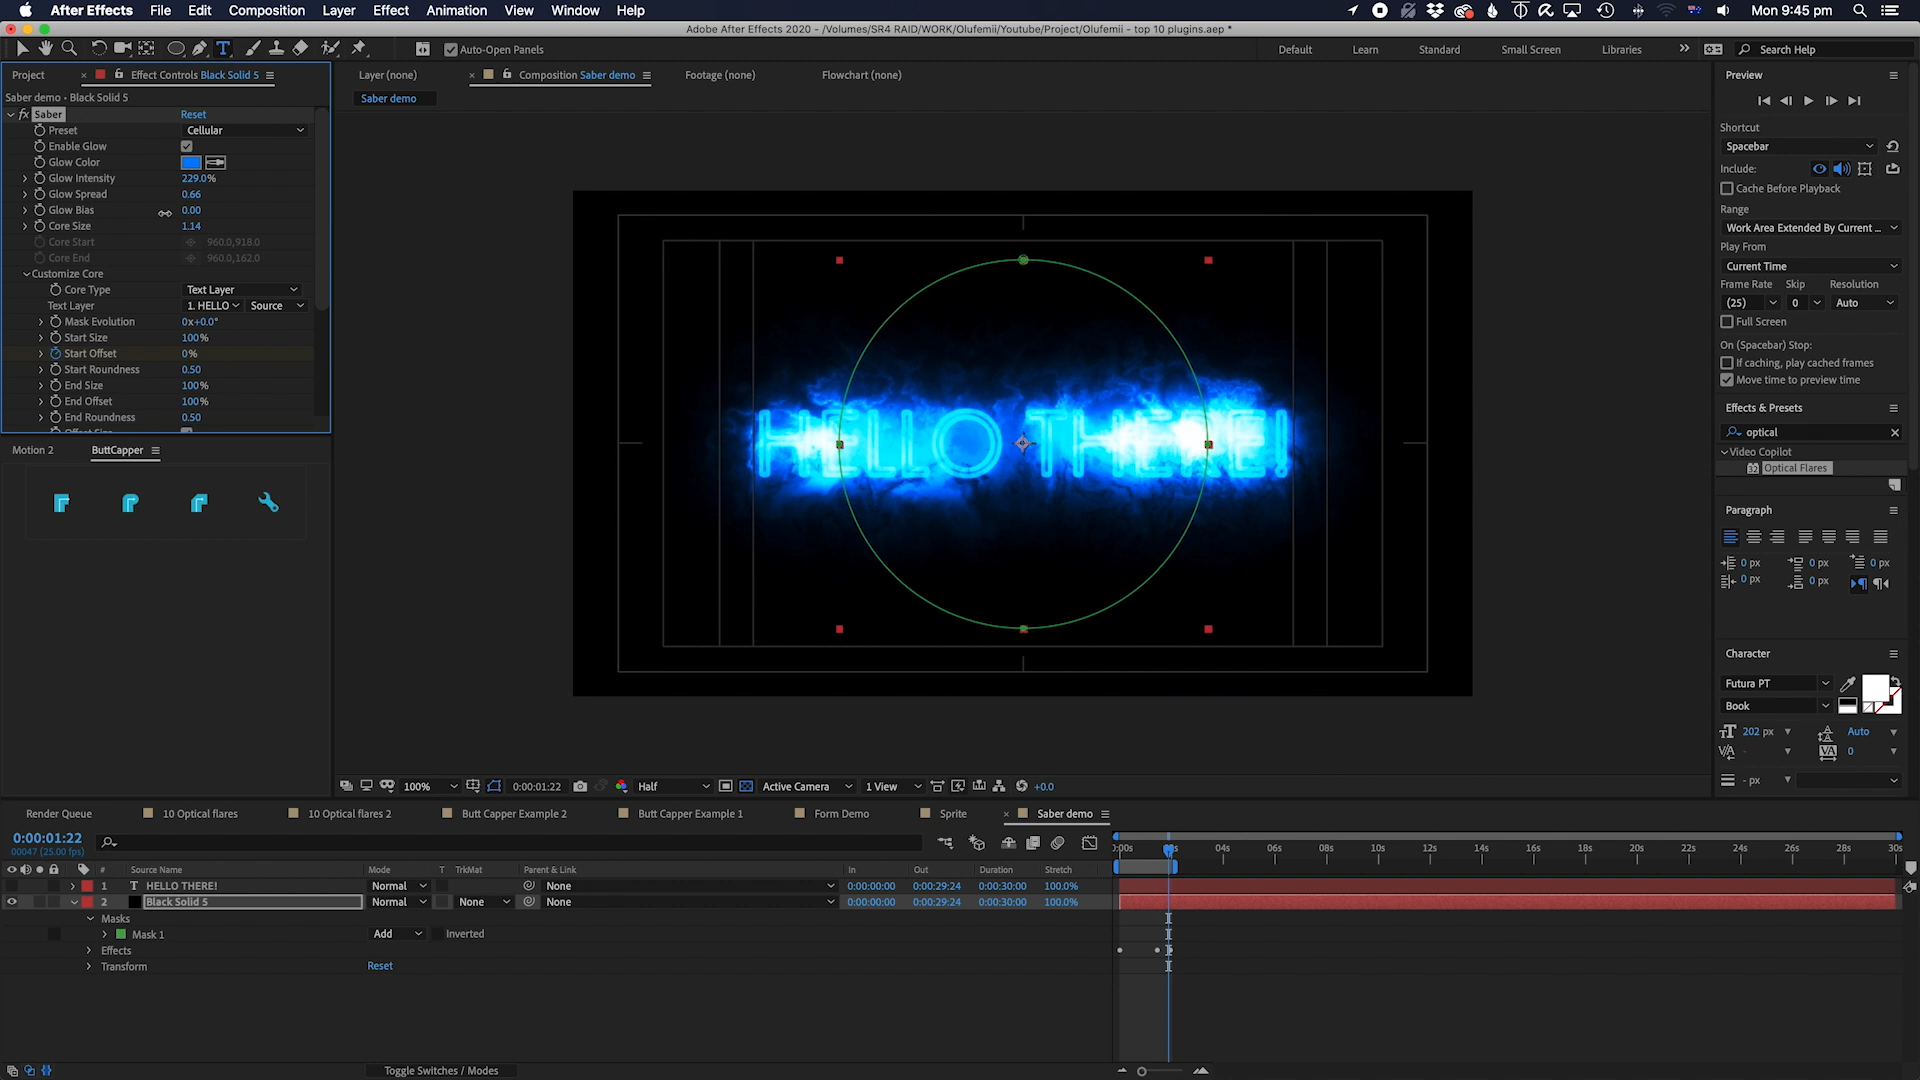 After Effects File Edit Composition Layer Effect Animation View Window Help Mon 9:45 pm
Adobe After Effects 2020 - /Volumes/SR4 RAID/WORK/Olufemii/Youtube/Project/Olufemii - top 10 plugins.aep *
Auto-Open Panels Default Learn Standard Small Screen Libraries Search Help
Project Effect Controls Black Solid 5 Layer (none) Composition Saber demo Footage (none) Flowchart (none) Preview
Saber demo • Black Solid 5 Saber demo
fx Saber Reset
Preset Cellular
Enable Glow
Glow Color
Glow Intensity 229.0%
Glow Spread 0.66
Glow Bias 0.00
Core Size 1.14
Core Start 960.0,918.0
Core End 960.0,162.0
Customize Core
Core Type Text Layer
Text Layer 1. HELLO Source
Mask Evolution 0x+0.0°
Start Size 100%
Start Offset 0%
Start Roundness 0.50
End Size 100%
End Offset 100%
End Roundness 0.50
Offset Size
Motion 2 ButtCapper
HELLO THERE!
Shortcut
Spacebar
Include:
Cache Before Playback
Range
Work Area Extended By Current ...
Play From
Current Time
Frame Rate Skip Resolution
(25) 0 Auto
Full Screen
On (Spacebar) Stop:
If caching, play cached frames
Move time to preview time
Effects & Presets
optical
Video Copilot
32 Optical Flares
Paragraph
0 px 0 px 0 px
0 px 0 px
Character
Futura PT
Book
202 px Auto
- 0
- px
100% 0:00:01:22 Half Active Camera 1 View +0.0
Render Queue 10 Optical flares 10 Optical flares 2 Butt Capper Example 2 Butt Capper Example 1 Form Demo Sprite Saber demo
0:00:01:22
00047 (25.00 fps)
):00s 04s 06s 08s 10s 12s 14s 16s 18s 20s 22s 24s 26s 28s 30s
# Source Name Mode T TrkMat Parent & Link In Out Duration Stretch
1 T HELLO THERE! Normal None 0:00:00:00 0:00:29:24 0:00:30:00 100.0%
2 Black Solid 5 Normal None None 0:00:00:00 0:00:29:24 0:00:30:00 100.0%
Masks
Mask 1 Add Inverted
Effects
Transform Reset
Toggle Switches / Modes